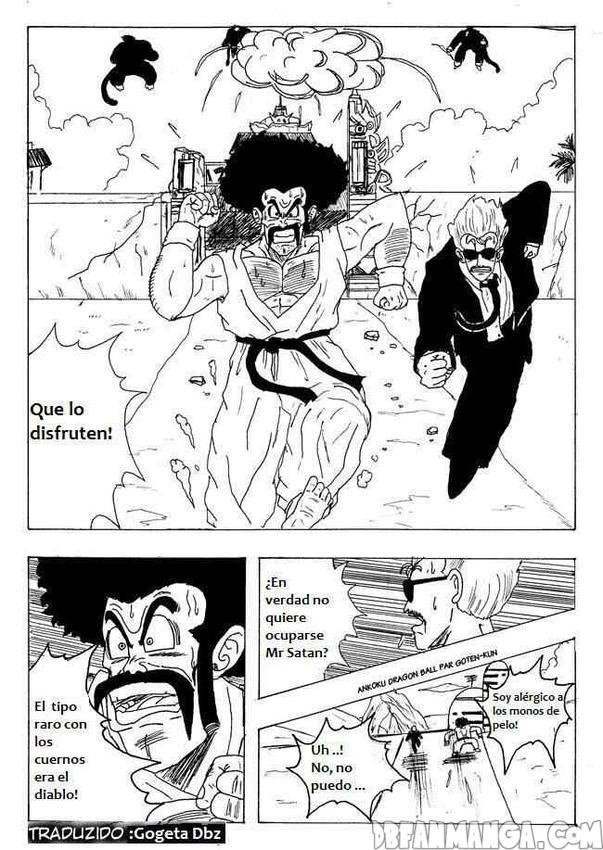 Que lo
disfruten!
El tipo
raro con
los
cuernos
era el
diablo!
¿En
verdad no
quiere
ocuparse
Mr Satan?
ANKOKU DRAGON BALL PAR GOTEN-KUN
Soy alérgico a
los monos de
pelo!
Uh ..!
No, no
puedo ...
TRADUZIDO :Gogeta Dbz
DBFANMANGA.COM